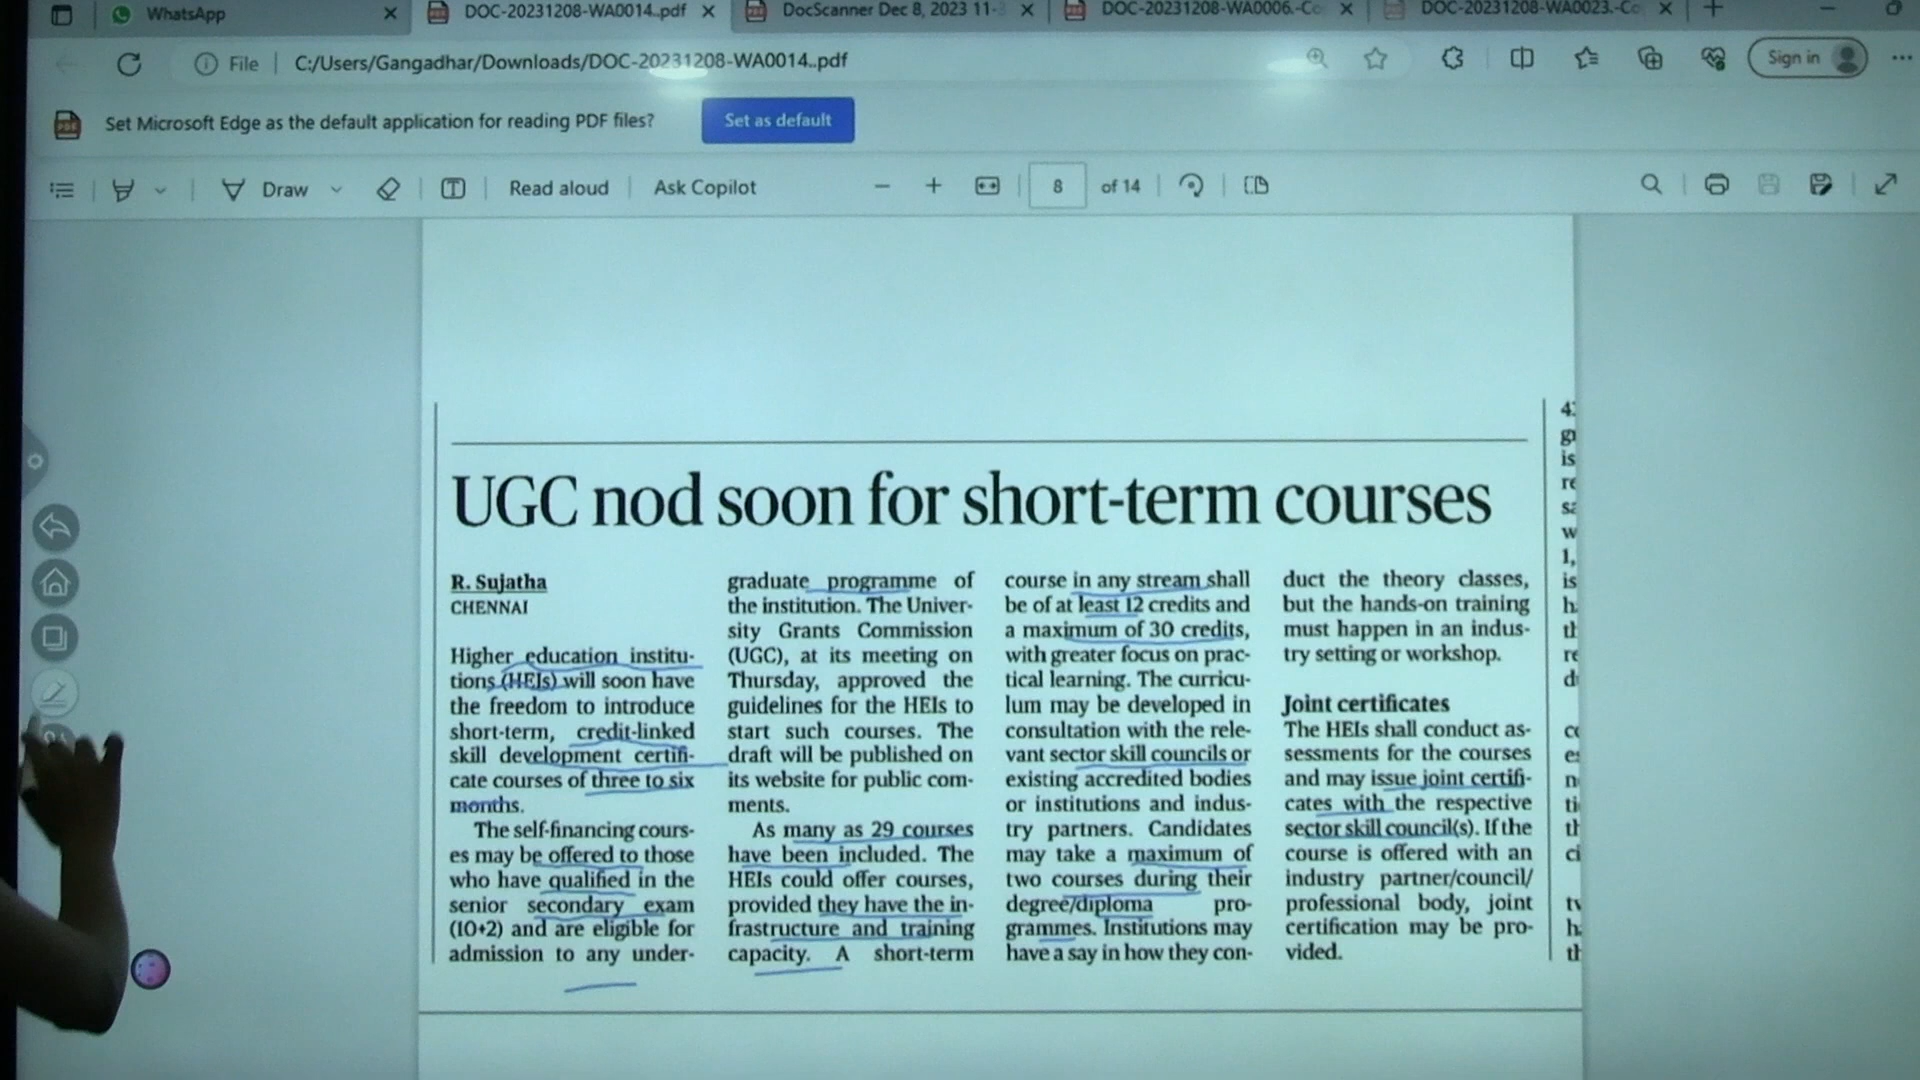 WhatsApp
DOC-20231208-WA0014..pdf
DocScanner Dec 8, 2023 11-3
DOC-20231208-WA0006.-Co
DOC-20231208-WA0023.-Co
File
C:/Users/Gangadhar/Downloads/DOC-20231208-WA0014..pdf
Sign in
Set Microsoft Edge as the default application for reading PDF files?
Set as default
Draw
Read aloud
Ask Copilot
8
of 14
UGC nod soon for short-term courses
R. Sujatha
CHENNAI
Higher education institu-
tions (HEIs) will soon have
the freedom to introduce
short-term, credit-linked
skill development certifi-
cate courses of three to six
months.
The self-financing cours-
es may be offered to those
who have qualified in the
senior secondary exam
(10+2) and are eligible for
admission to any under-
graduate programme of
the institution. The Univer-
sity Grants Commission
(UGC), at its meeting on
Thursday, approved the
guidelines for the HEIs to
start such courses. The
draft will be published on
its website for public com-
ments.
As many as 29 courses
have been included. The
HEIs could offer courses,
provided they have the in-
frastructure and training
capacity. A short-term
course in any stream shall
be of at least 12 credits and
a maximum of 30 credits,
with greater focus on prac-
tical learning. The curricu-
lum may be developed in
consultation with the rele-
vant sector skill councils or
existing accredited bodies
or institutions and indus-
try partners. Candidates
may take a maximum of
two courses during their
degree/diploma pro-
grammes. Institutions may
have a say in how they con-
duct the theory classes,
but the hands-on training
must happen in an indus-
try setting or workshop.
Joint certificates
The HEIs shall conduct as-
sessments for the courses
and may issue joint certifi-
cates with the respective
sector skill council(s). If the
course is offered with an
industry partner/council/
professional body, joint
certification may be pro-
vided.